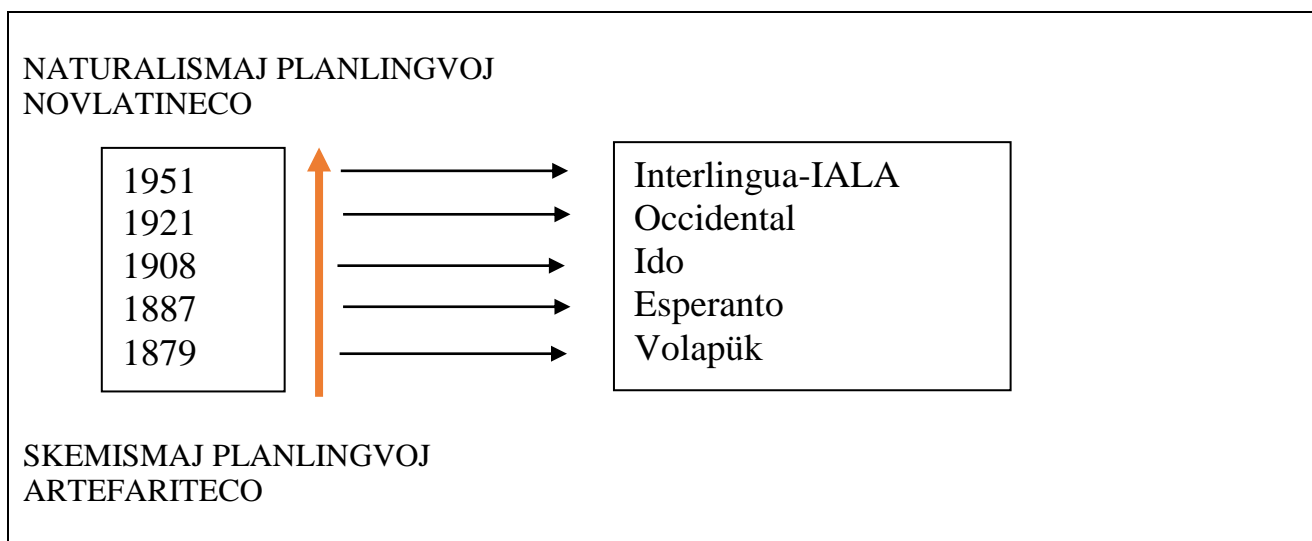 NATURALISMAJ PLANLINGVOJ
NOVLATINECO
1951
1921
1908
1887
1879
Interlingua-IALA
Occidental
Ido
Esperanto
Volapük
SKEMISMAJ PLANLINGVOJ
ARTEFARITECO